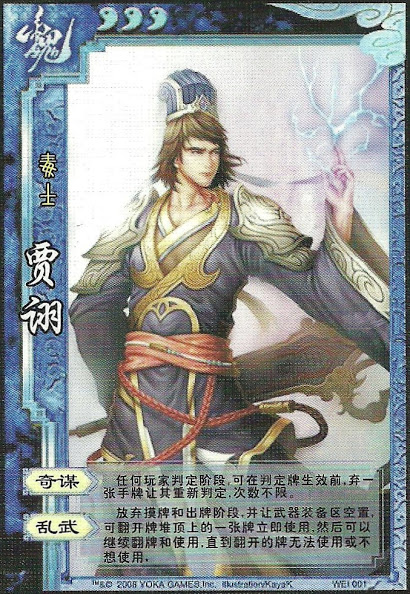 魏
毒士
贾诩
奇谋
任何玩家判定阶段,可在判定牌生效前,弃一
张手牌让其重新判定,次数不限。
乱武
放弃摸牌和出牌阶段,并让武器装备区空置,
可翻开牌堆顶上的一张牌立即使用,然后可以
继续翻牌和使用,直到翻开的牌无法使用或不
想使用.
™&© 2008 YOKA GAMES,Inc. Illustration/KayaK WEI 001